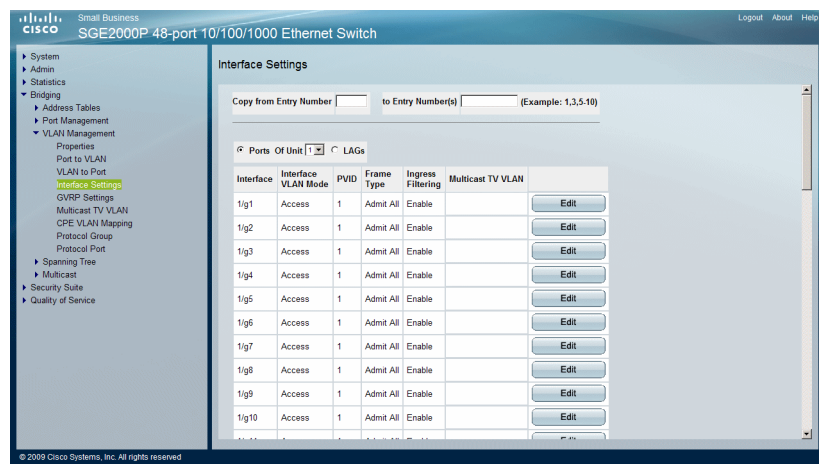 Small Business
CISCO SGE2000P 48-port 10/100/1000 Ethernet Switch
Logout About Help
System
Admin
Statistics
Bridging
Address Tables
Port Management
VLAN Management
Properties
Port to VLAN
VLAN to Port
Interface Settings
GVRP Settings
Multicast TV VLAN
CPE VLAN Mapping
Protocol Group
Protocol Port
Spanning Tree
Multicast
Security Suite
Quality of Service
Interface Settings
Copy from Entry Number to Entry Number(s) (Example: 1,3,5-10)
Ports Of Unit 1 LAGs
Interface Interface VLAN Mode PVID Frame Type Ingress Filtering Multicast TV VLAN
1/g1 Access 1 Admit All Enable Edit
1/g2 Access 1 Admit All Enable Edit
1/g3 Access 1 Admit All Enable Edit
1/g4 Access 1 Admit All Enable Edit
1/g5 Access 1 Admit All Enable Edit
1/g6 Access 1 Admit All Enable Edit
1/g7 Access 1 Admit All Enable Edit
1/g8 Access 1 Admit All Enable Edit
1/g9 Access 1 Admit All Enable Edit
1/g10 Access 1 Admit All Enable Edit
© 2009 Cisco Systems, Inc. All rights reserved